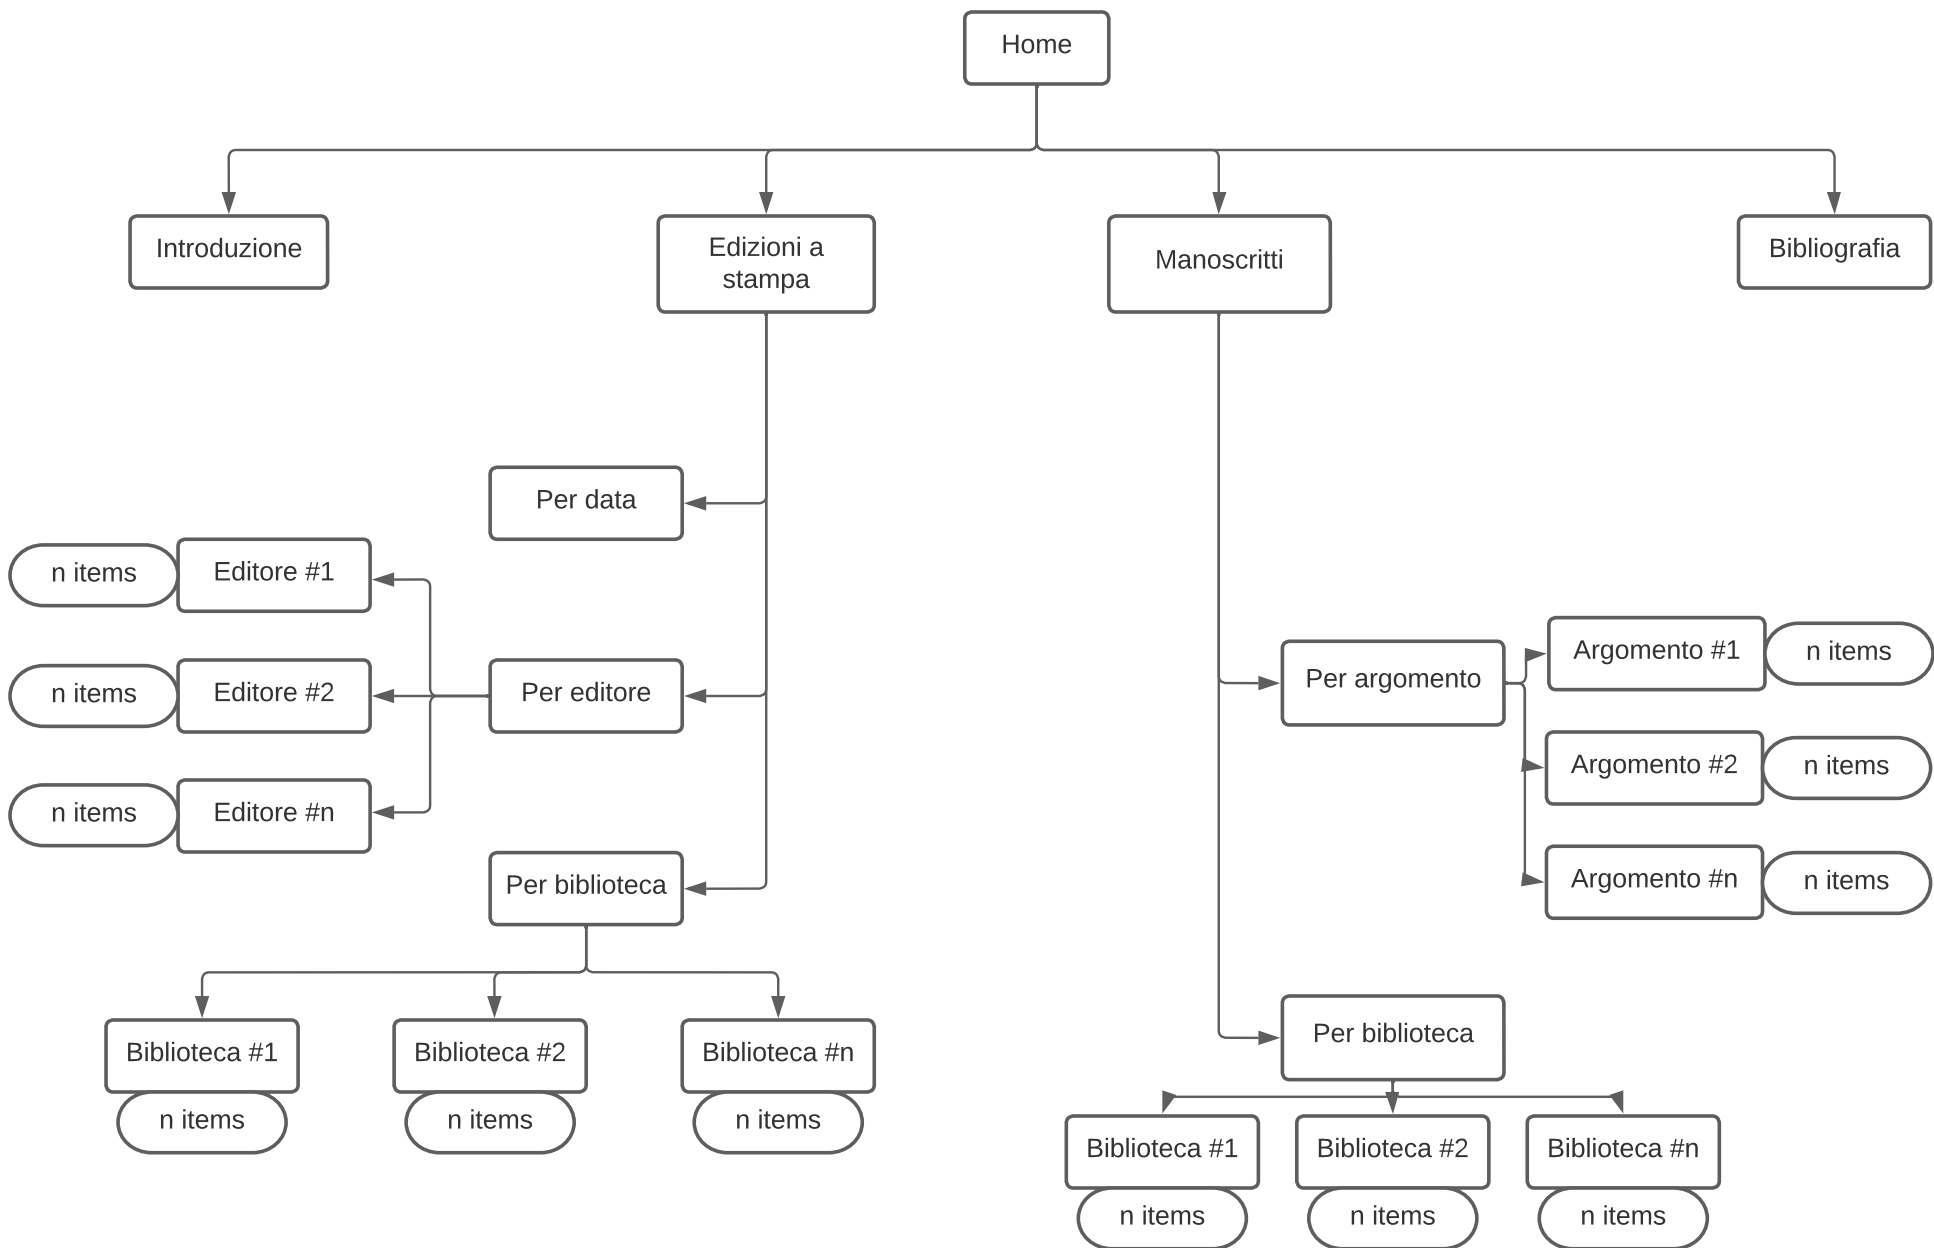 Home
Introduzione
Edizioni a
stampa
Manoscritti
Bibliografia
Per data
n items
Editore #1
n items
Editore #2
Per editore
n items
Editore #n
Per biblioteca
Biblioteca #1
n items
Biblioteca #2
n items
Biblioteca #n
n items
Per argomento
Argomento #1
n items
Argomento #2
n items
Argomento #n
n items
Per biblioteca
Biblioteca #1
n items
Biblioteca #2
n items
Biblioteca #n
n items